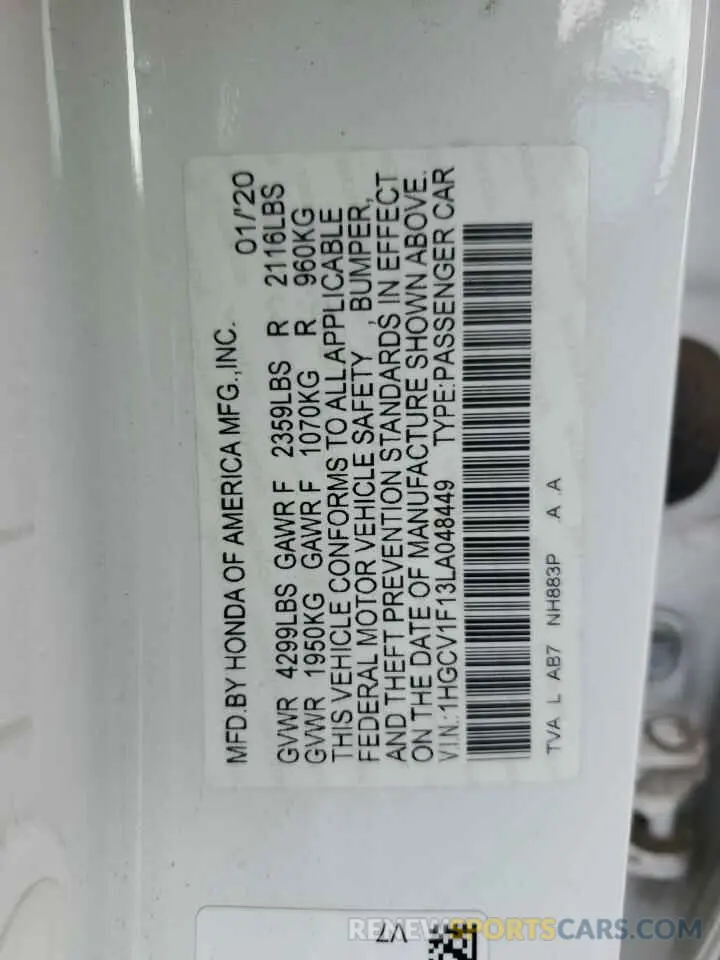 MFD.BY HONDA OF AMERICA MFG.,INC. 01/'20
GVWR 4299LBS GAWR F 2359LBS R 2116LBS
GVWR 1950KG GAWR F 1070KG R 960KG
THIS VEHICLE CONFORMS TO ALL APPLICABLE
FEDERAL MOTOR VEHICLE SAFETY , BUMPER,
AND THEFT PREVENTION STANDARDS IN EFFECT
ON THE DATE OF MANUFACTURE SHOWN ABOVE.
V.I.N.:1HGCV1F13LA048449 TYPE:PASSENGER CAR
TVA L AB7 NH883P A A
V7
RENEWSPORTSCARS.COM